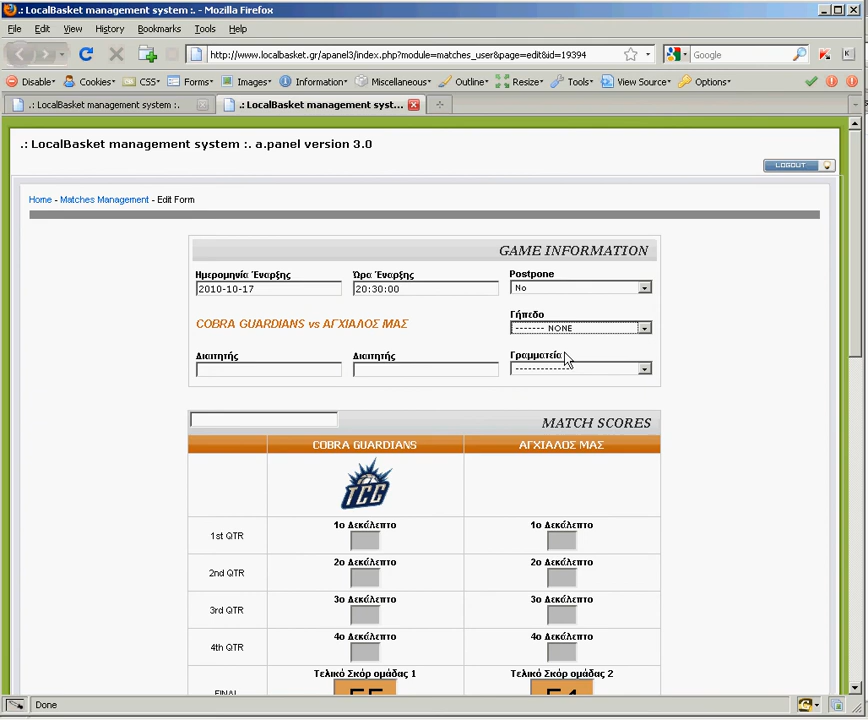 .: LocalBasket management system :. - Mozilla Firefox
File Edit View History Bookmarks Tools Help
http://www.localbasket.gr/apanel3/index.php?module=matches_user&page=edit&id=19394
Google
Disable Cookies CSS Forms Images Information Miscellaneous Outline Resize Tools View Source Options
.: LocalBasket management system :. .: LocalBasket management syst...
.: LocalBasket management system :. a.panel version 3.0
LOGOUT
Home - Matches Management - Edit Form
GAME INFORMATION
Ημερομηνία Έναρξης Ώρα Έναρξης Postpone
2010-10-17 20:30:00 No
COBRA GUARDIANS vs ΑΓΧΙΑΛΟΣ ΜΑΣ Γήπεδο
------- NONE
Διαιτητής Διαιτητής Γραμματεία
--------------
MATCH SCORES
COBRA GUARDIANS ΑΓΧΙΑΛΟΣ ΜΑΣ
TCG
1ο Δεκάλεπτο 1ο Δεκάλεπτο
1st QTR
2ο Δεκάλεπτο 2ο Δεκάλεπτο
2nd QTR
3ο Δεκάλεπτο 3ο Δεκάλεπτο
3rd QTR
4ο Δεκάλεπτο 4ο Δεκάλεπτο
4th QTR
Τελικό Σκόρ ομάδας 1 Τελικό Σκόρ ομάδας 2
FINAL
Done